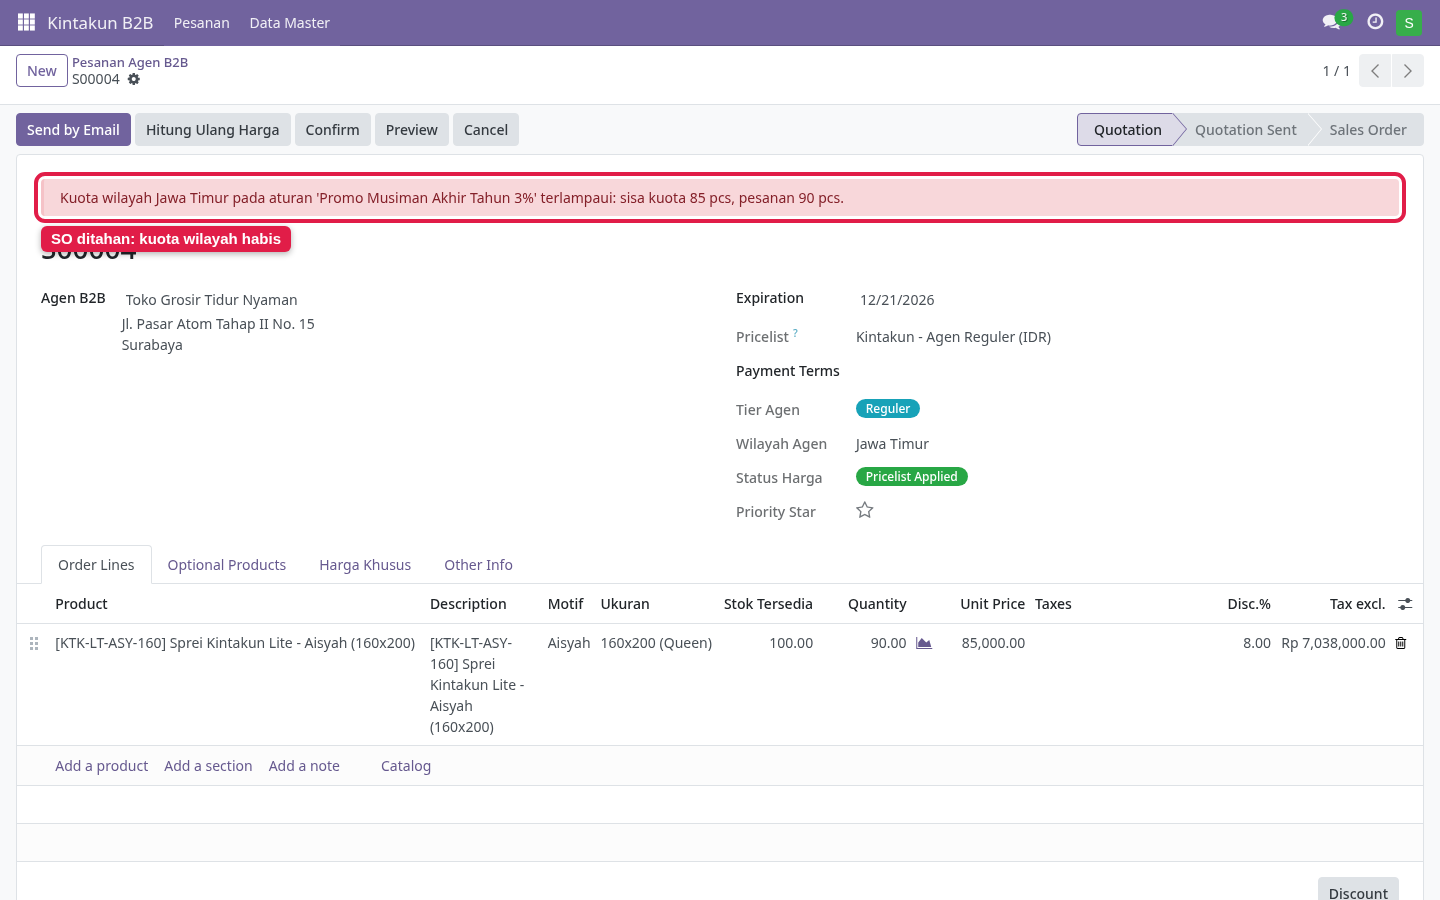 Kintakun B2B Pesanan Data Master 3 S
New Pesanan Agen B2B
S00004
1 / 1
Send by Email Hitung Ulang Harga Confirm Preview Cancel Quotation Quotation Sent Sales Order
Kuota wilayah Jawa Timur pada aturan 'Promo Musiman Akhir Tahun 3%' terlampaui: sisa kuota 85 pcs, pesanan 90 pcs.
SO ditahan: kuota wilayah habis
S00004
Agen B2B Toko Grosir Tidur Nyaman
Jl. Pasar Atom Tahap II No. 15
Surabaya
Expiration 12/21/2026
Pricelist ? Kintakun - Agen Reguler (IDR)
Payment Terms
Tier Agen Reguler
Wilayah Agen Jawa Timur
Status Harga Pricelist Applied
Priority Star
Order Lines Optional Products Harga Khusus Other Info
Product Description Motif Ukuran Stok Tersedia Quantity Unit Price Taxes Disc.% Tax excl.
[KTK-LT-ASY-160] Sprei Kintakun Lite - Aisyah (160x200) [KTK-LT-ASY- Aisyah 160x200 (Queen) 100.00 90.00 85,000.00 8.00 Rp 7,038,000.00
160] Sprei
Kintakun Lite -
Aisyah
(160x200)
Add a product Add a section Add a note Catalog
Discount